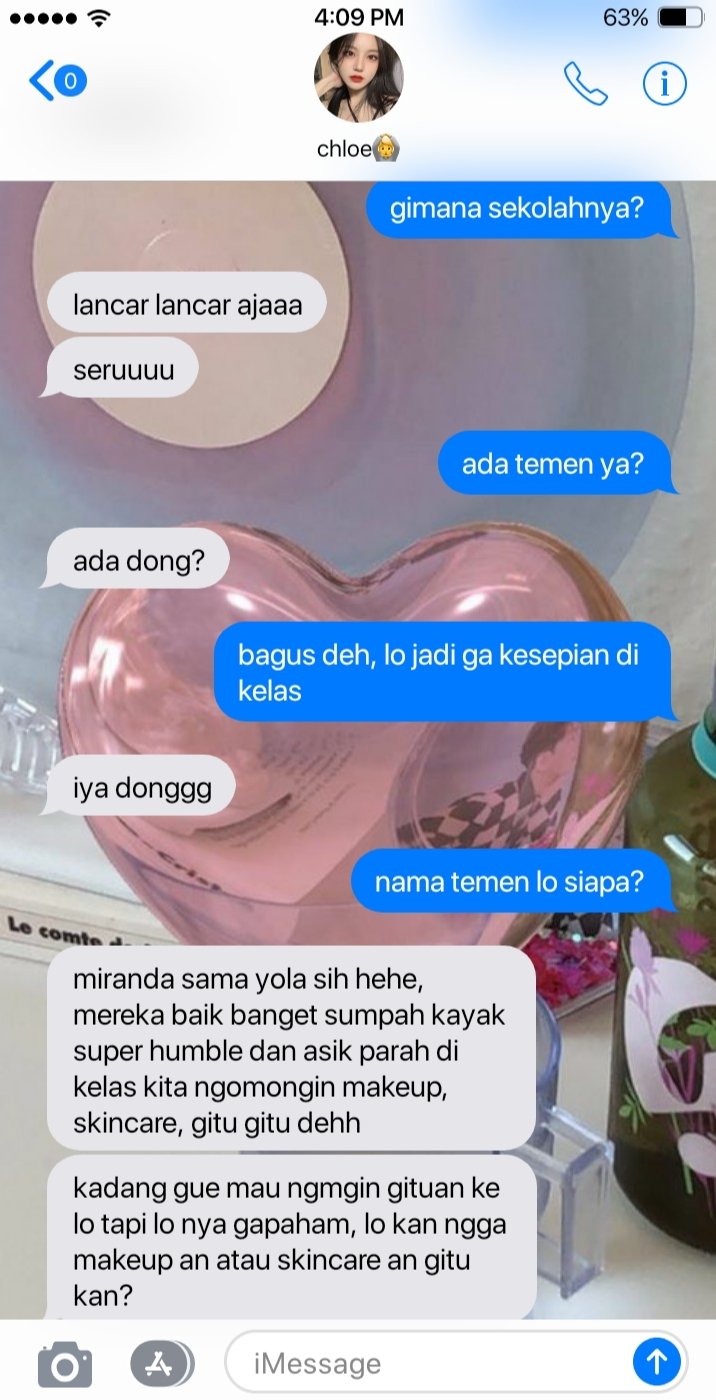 4:09 PM
63%
0
chloe
gimana sekolahnya?
lancar lancar ajaaa
seruuuu
ada temen ya?
ada dong?
bagus deh, lo jadi ga kesepian di
kelas
iya donggg
nama temen lo siapa?
Le comte
miranda sama yola sih hehe,
mereka baik banget sumpah kayak
super humble dan asik parah di
kelas kita ngomongin makeup,
skincare, gitu gitu dehh
kadang gue mau ngmgin gituan ke
lo tapi lo nya gapaham, lo kan ngga
makeup an atau skincare an gitu
kan?
iMessage